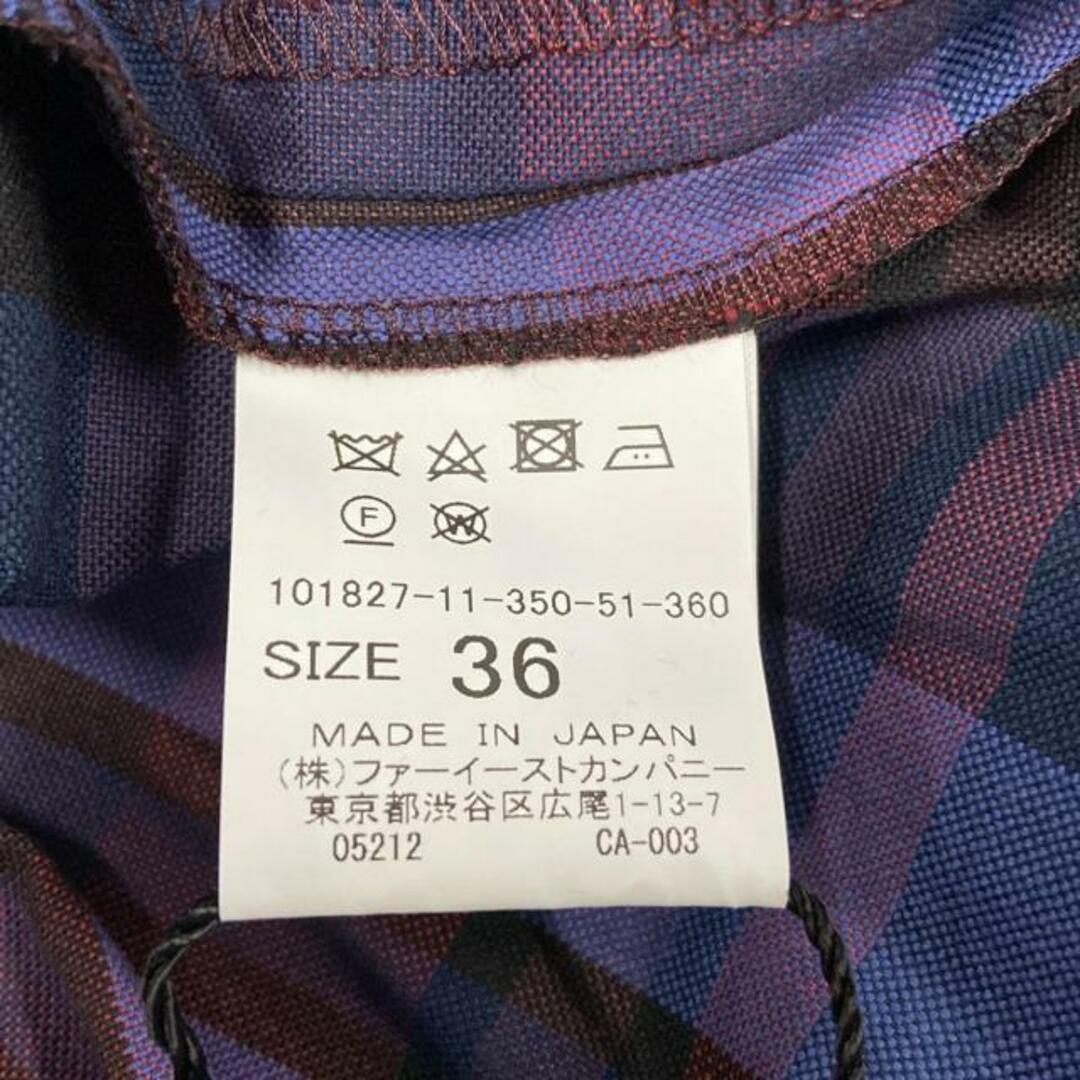 F W
101827-11-350-51-360
SIZE 36
MADE IN JAPAN
(株)ファーイーストカンパニー
東京都渋谷区広尾1-13-7
05212 CA-003